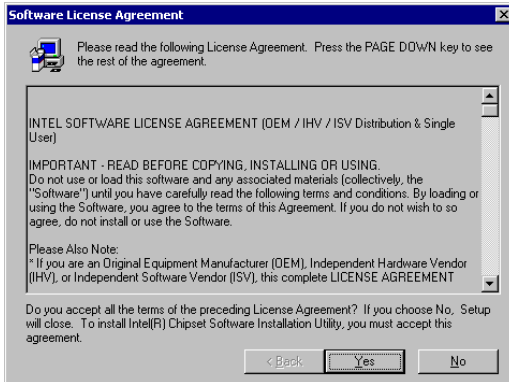 Software License Agreement
Please read the following License Agreement. Press the PAGE DOWN key to see
the rest of the agreement.
INTEL SOFTWARE LICENSE AGREEMENT (OEM / IHV / ISV Distribution & Single
User)
IMPORTANT - READ BEFORE COPYING, INSTALLING OR USING.
Do not use or load this software and any associated materials (collectively, the
"Software") until you have carefully read the following terms and conditions. By loading or
using the Software, you agree to the terms of this Agreement. If you do not wish to so
agree, do not install or use the Software.
Please Also Note:
* If you are an Original Equipment Manufacturer (OEM), Independent Hardware Vendor
(IHV), or Independent Software Vendor (ISV), this complete LICENSE AGREEMENT
Do you accept all the terms of the preceding License Agreement? If you choose No, Setup
will close. To install Intel(R) Chipset Software Installation Utility, you must accept this
agreement.
< Back Yes No